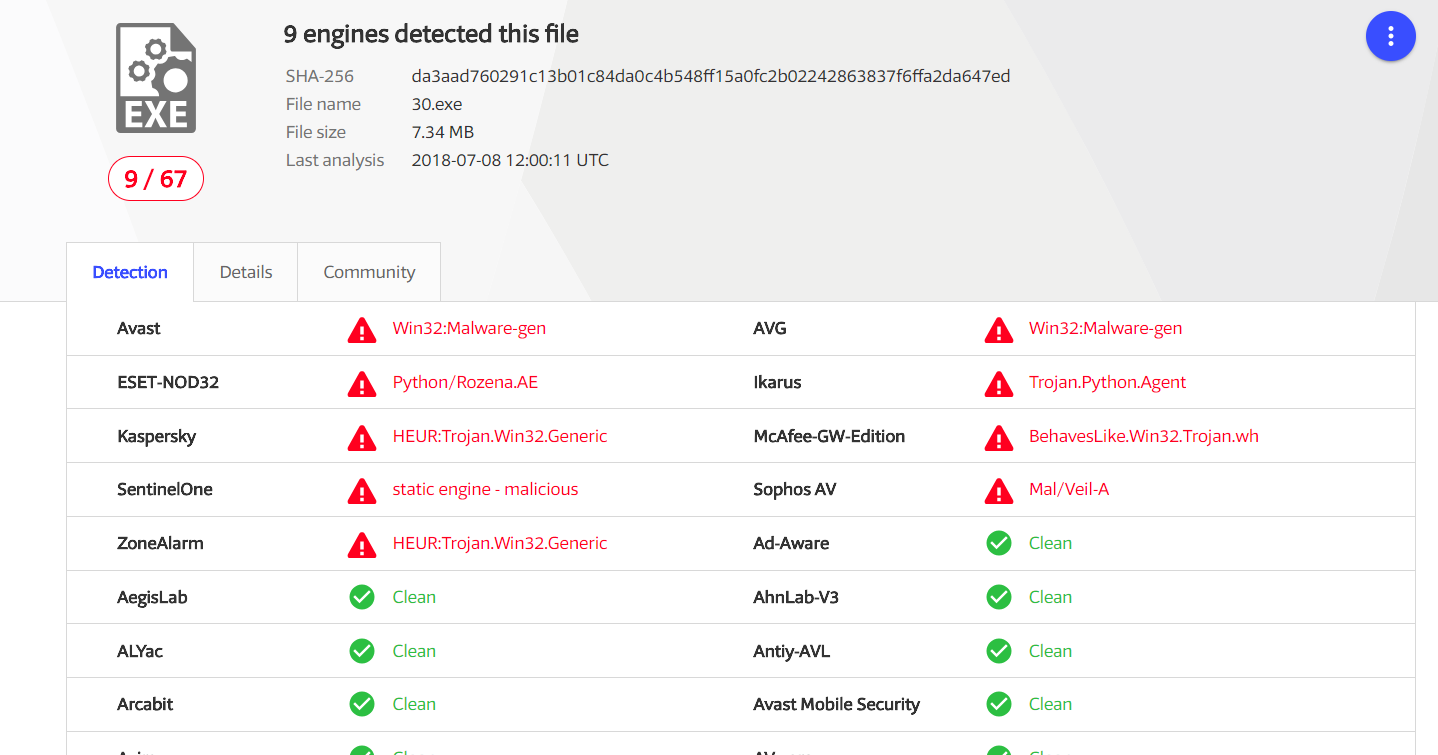 9 engines detected this file
SHA-256 da3aad760291c13b01c84da0c4b548ff15a0fc2b02242863837f6ffa2da647ed
File name 30.exe
File size 7.34 MB
Last analysis 2018-07-08 12:00:11 UTC
EXE
9 / 67
Detection Details Community
Avast Win32:Malware-gen AVG Win32:Malware-gen
ESET-NOD32 Python/Rozena.AE Ikarus Trojan.Python.Agent
Kaspersky HEUR:Trojan.Win32.Generic McAfee-GW-Edition BehavesLike.Win32.Trojan.wh
SentinelOne static engine - malicious Sophos AV Mal/Veil-A
ZoneAlarm HEUR:Trojan.Win32.Generic Ad-Aware Clean
AegisLab Clean AhnLab-V3 Clean
ALYac Clean Antiy-AVL Clean
Arcabit Clean Avast Mobile Security Clean